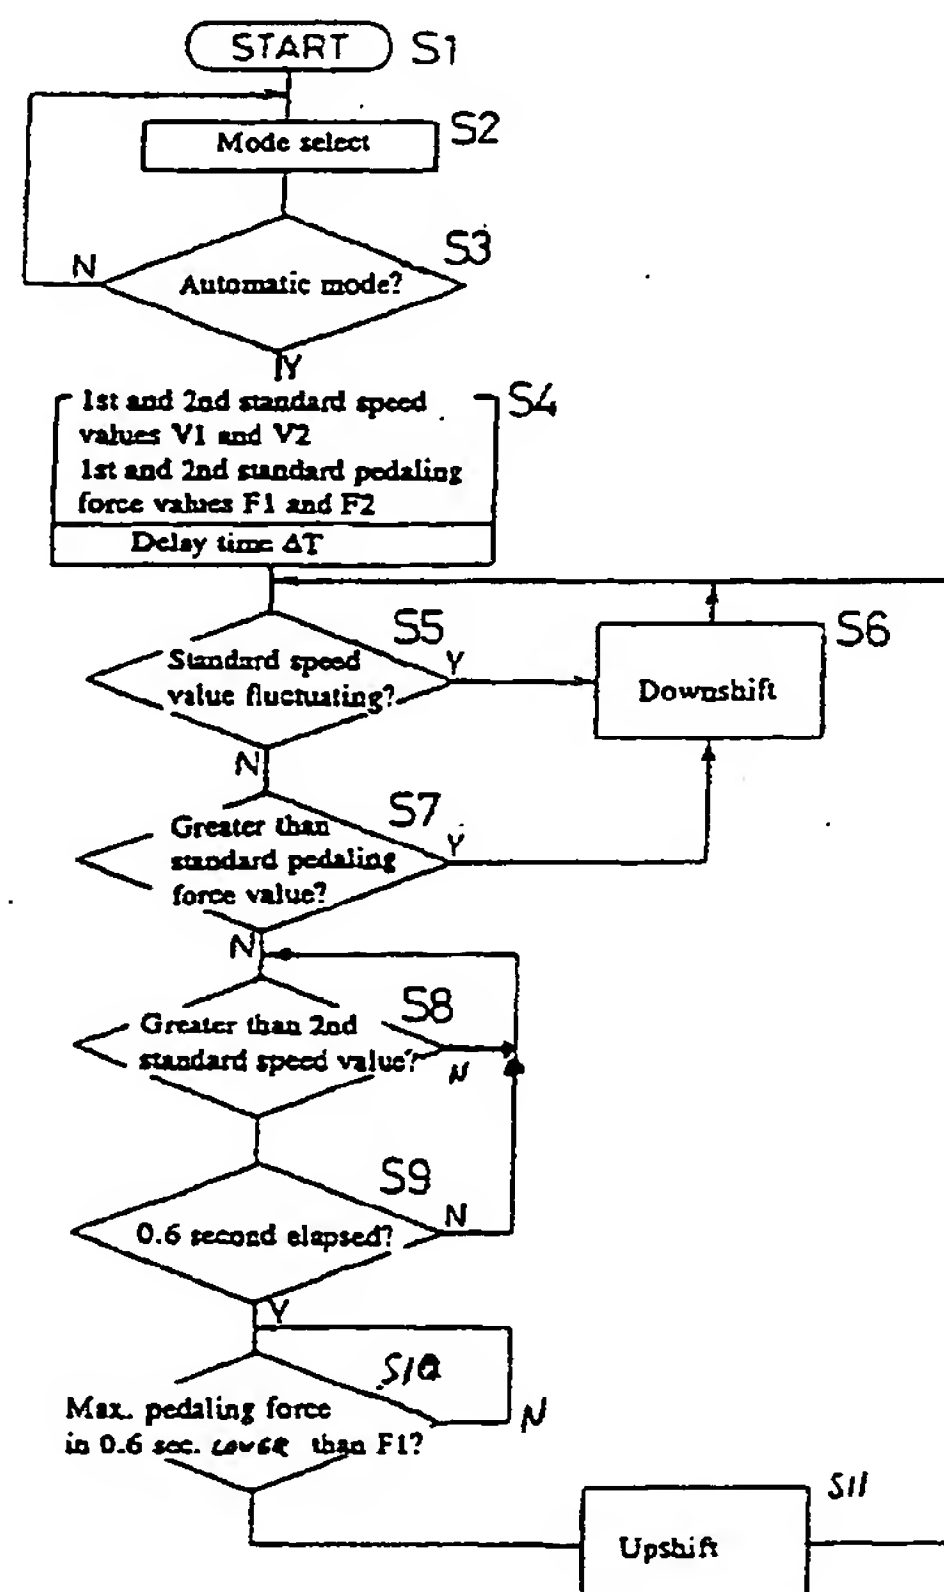 START S1
Mode select S2
S3
N Automatic mode?
Y
1st and 2nd standard speed S4
values V1 and V2
1st and 2nd standard pedaling
force values F1 and F2
Delay time ΔT
S5 S6
Standard speed Y
value fluctuating? Downshift
N
S7
Greater than Y
standard pedaling
force value?
N
S8
Greater than 2nd
standard speed value? N
S9
0.6 second elapsed? N
Y
S10
Max. pedaling force N
in 0.6 sec. LOWER than F1?
S11
Upshift